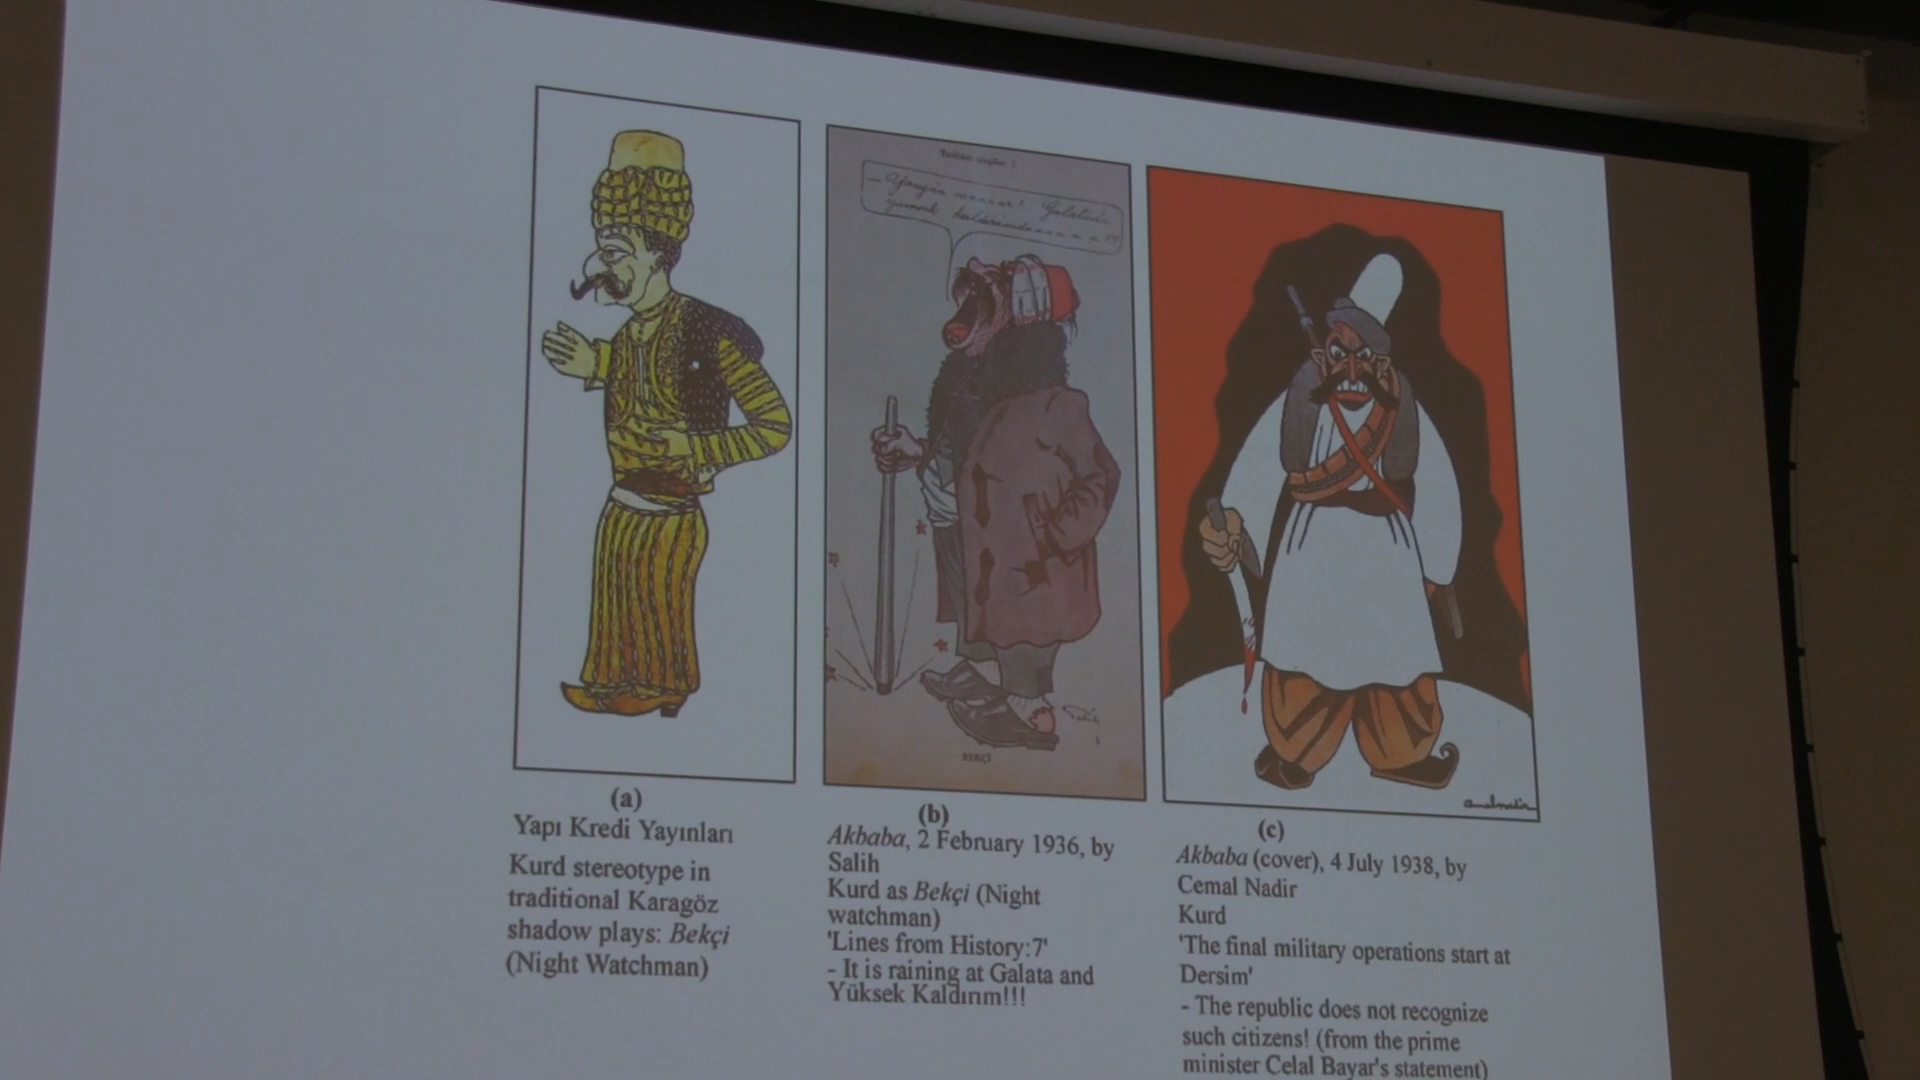 BEKÇİ
(a)
Yapı Kredi Yayınları
Kurd stereotype in
traditional Karagöz
shadow plays: Bekçi
(Night Watchman)
(b)
Akbaba, 2 February 1936, by
Salih
Kurd as Bekçi (Night
watchman)
'Lines from History:7'
- It is raining at Galata and
Yüksek Kaldırım!!!
(c)
Akbaba (cover), 4 July 1938, by
Cemal Nadir
Kurd
'The final military operations start at
Dersim'
- The republic does not recognize
such citizens! (from the prime
minister Celal Bayar's statement)